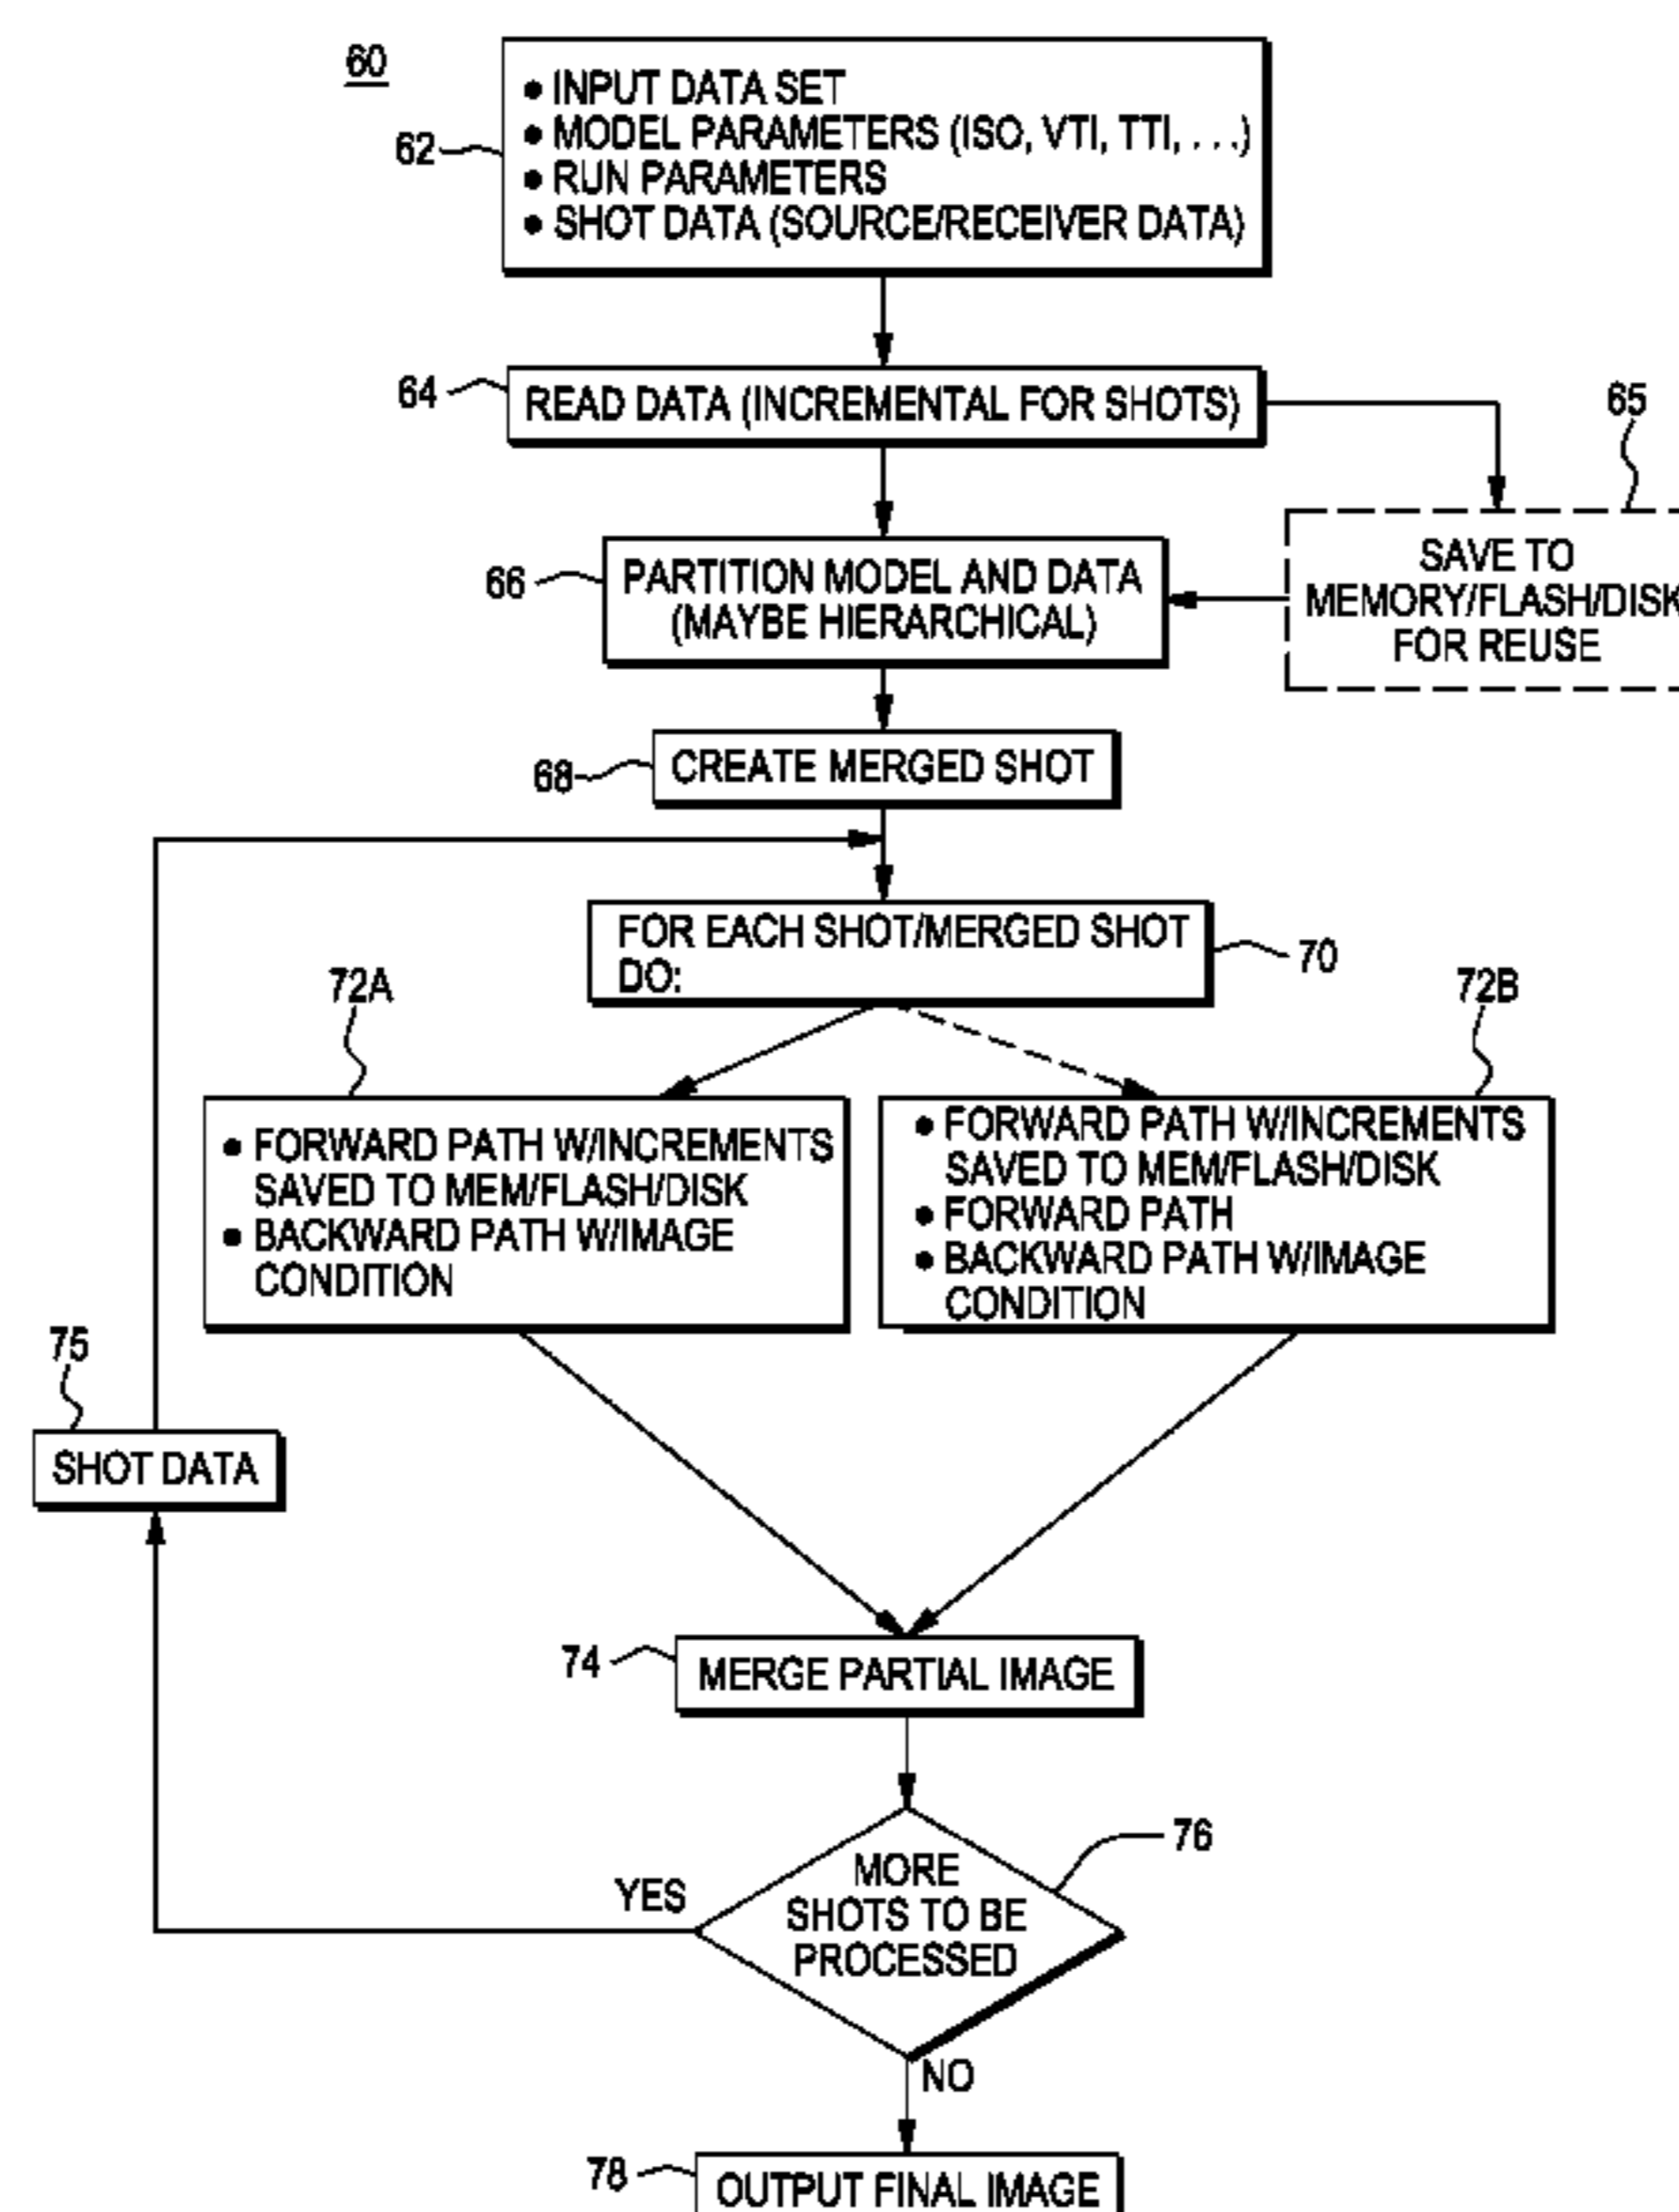 60
62
● INPUT DATA SET
● MODEL PARAMETERS (ISO, VTI, TTI, . . .)
● RUN PARAMETERS
● SHOT DATA (SOURCE/RECEIVER DATA)
64
READ DATA (INCREMENTAL FOR SHOTS)
65
SAVE TO
MEMORY/FLASH/DISK
FOR REUSE
66
PARTITION MODEL AND DATA
(MAYBE HIERARCHICAL)
68
CREATE MERGED SHOT
FOR EACH SHOT/MERGED SHOT
DO:
70
72A
● FORWARD PATH W/INCREMENTS
SAVED TO MEM/FLASH/DISK
● BACKWARD PATH W/IMAGE
CONDITION
72B
● FORWARD PATH W/INCREMENTS
SAVED TO MEM/FLASH/DISK
● FORWARD PATH
● BACKWARD PATH W/IMAGE
CONDITION
75
SHOT DATA
74
MERGE PARTIAL IMAGE
76
MORE
SHOTS TO BE
PROCESSED
YES
NO
78
OUTPUT FINAL IMAGE